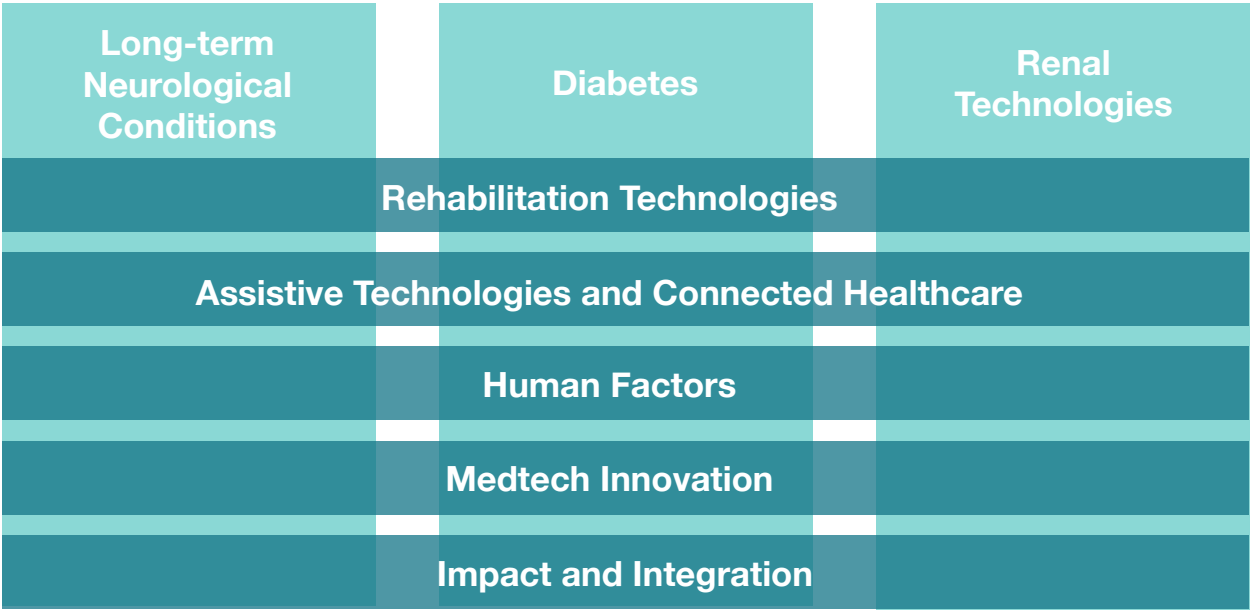 Long-term
Neurological
Conditions
Diabetes
Renal
Technologies
Rehabilitation Technologies
Assistive Technologies and Connected Healthcare
Human Factors
Medtech Innovation
Impact and Integration